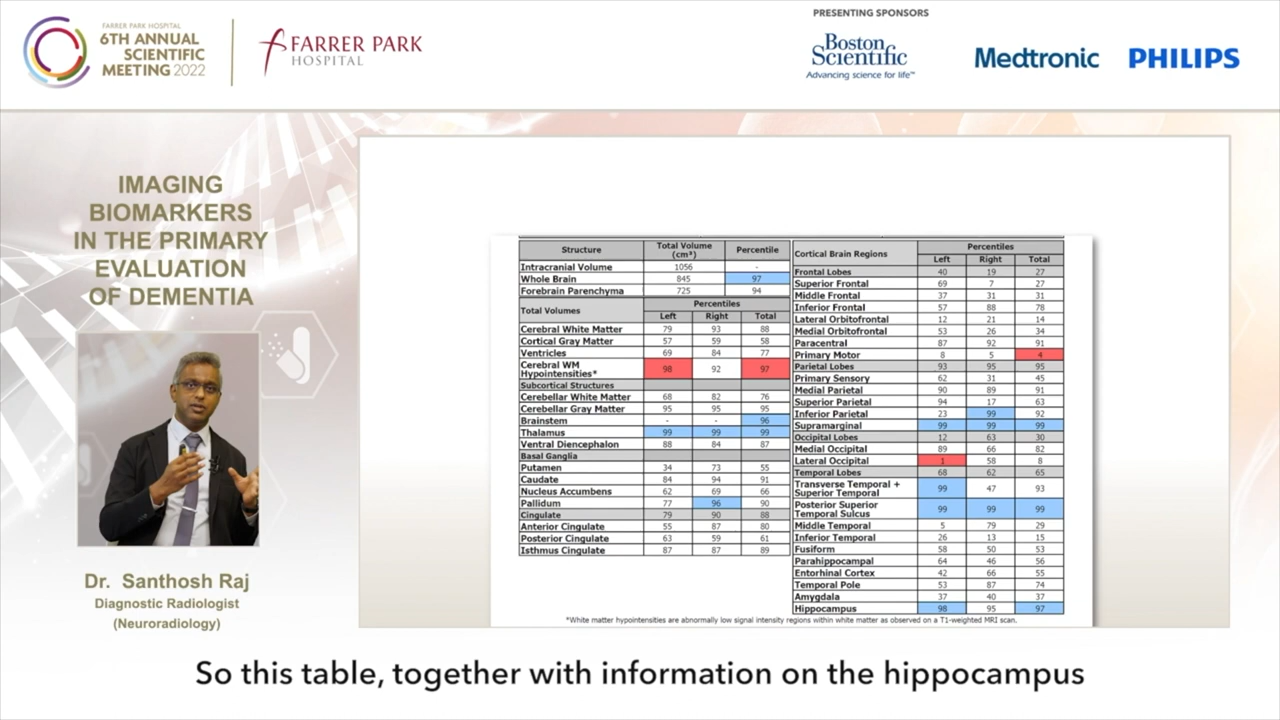 FARRER PARK HOSPITAL
6TH ANNUAL
SCIENTIFIC
MEETING 2022
FARRER PARK
HOSPITAL
PRESENTING SPONSORS
Boston
Scientific
Advancing science for life™
Medtronic
PHILIPS
IMAGING
BIOMARKERS
IN THE PRIMARY
EVALUATION
OF DEMENTIA
Dr. Santhosh Raj
Diagnostic Radiologist
(Neuroradiology)
Structure Total Volume (cm³) Percentile
Intracranial Volume 1056 -
Whole Brain 845 97
Forebrain Parenchyma 725 94
Total Volumes Percentiles
Left Right Total
Cerebral White Matter 79 93 88
Cortical Gray Matter 57 59 58
Ventricles 69 84 77
Cerebral WM Hypointensities* 98 92 97
Subcortical Structures
Cerebellar White Matter 68 82 76
Cerebellar Gray Matter 95 95 95
Brainstem - - 96
Thalamus 99 99 99
Ventral Diencephalon 88 84 87
Basal Ganglia
Putamen 34 73 55
Caudate 84 94 91
Nucleus Accumbens 62 69 66
Pallidum 77 96 90
Cingulate 79 90 88
Anterior Cingulate 55 87 80
Posterior Cingulate 63 59 61
Isthmus Cingulate 87 87 89
Cortical Brain Regions Percentiles
Left Right Total
Frontal Lobes 40 19 27
Superior Frontal 69 7 27
Middle Frontal 37 31 31
Inferior Frontal 57 88 78
Lateral Orbitofrontal 12 21 14
Medial Orbitofrontal 53 26 34
Paracentral 87 92 91
Primary Motor 8 5 4
Parietal Lobes 93 95 95
Primary Sensory 62 31 45
Medial Parietal 90 89 91
Superior Parietal 94 17 63
Inferior Parietal 23 99 92
Supramarginal 99 99 99
Occipital Lobes 12 63 30
Medial Occipital 89 66 82
Lateral Occipital 1 58 8
Temporal Lobes 68 62 65
Transverse Temporal + Superior Temporal 99 47 93
Posterior Superior Temporal Sulcus 99 99 99
Middle Temporal 5 79 29
Inferior Temporal 26 13 15
Fusiform 58 50 53
Parahippocampal 64 46 56
Entorhinal Cortex 42 66 55
Temporal Pole 53 87 74
Amygdala 37 40 37
Hippocampus 98 95 97
*White matter hypointensities are abnormally low signal intensity regions within white matter as observed on a T1-weighted MRI scan.
So this table, together with information on the hippocampus